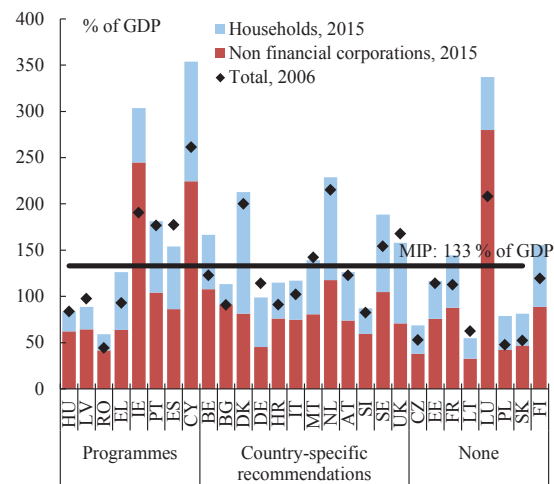 400
350
300
250
200
150
100
50
0
% of GDP
Households, 2015
Non financial corporations, 2015
Total, 2006
MIP: 133 % of GDP
HU LV RO EL IE PT ES CY BE BG DK DE HR IT MT NL AT SI SE UK CZ EE FR LT LU PL SK FI
Programmes
Country-specific
recommendations
None